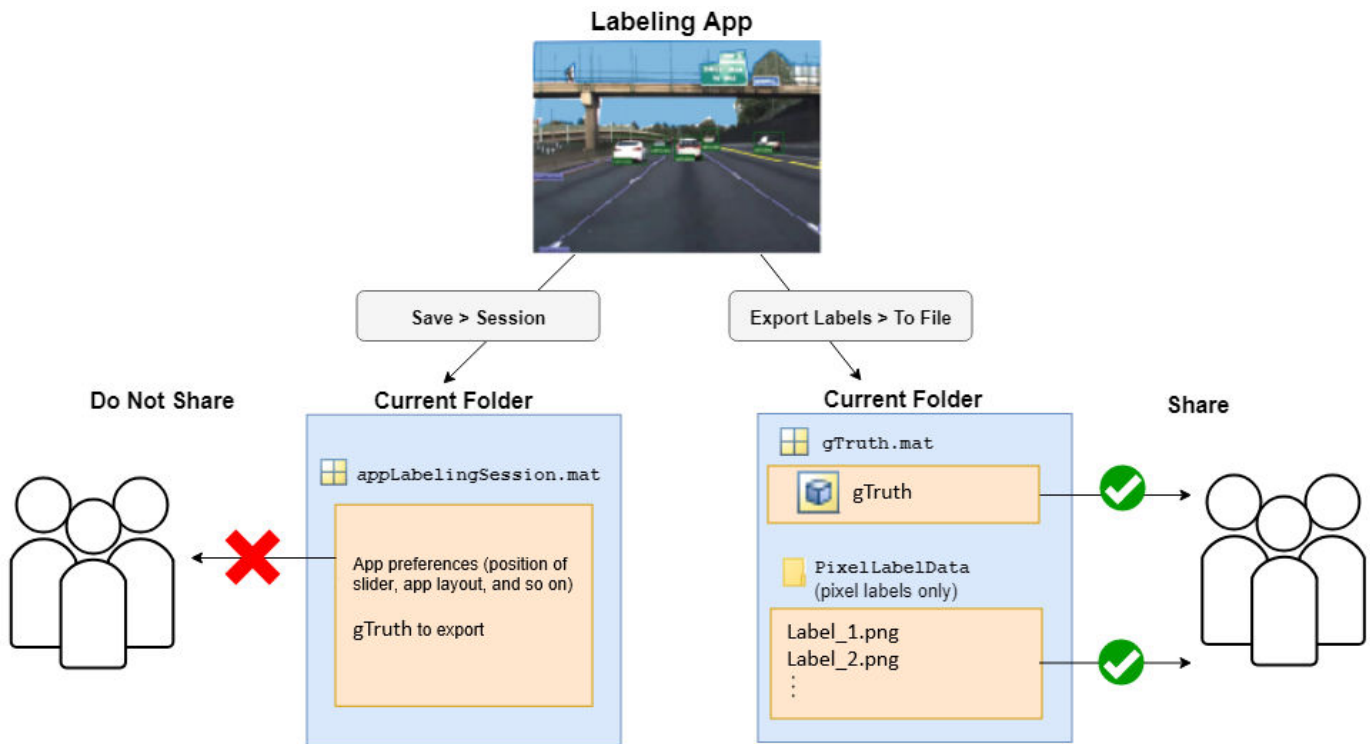 Labeling App
Save > Session
Export Labels > To File
Do Not Share
Current Folder
Current Folder
Share
appLabelingSession.mat
App preferences (position of
slider, app layout, and so on)
gTruth to export
gTruth.mat
gTruth
PixelLabelData
(pixel labels only)
Label_1.png
Label_2.png
⋮